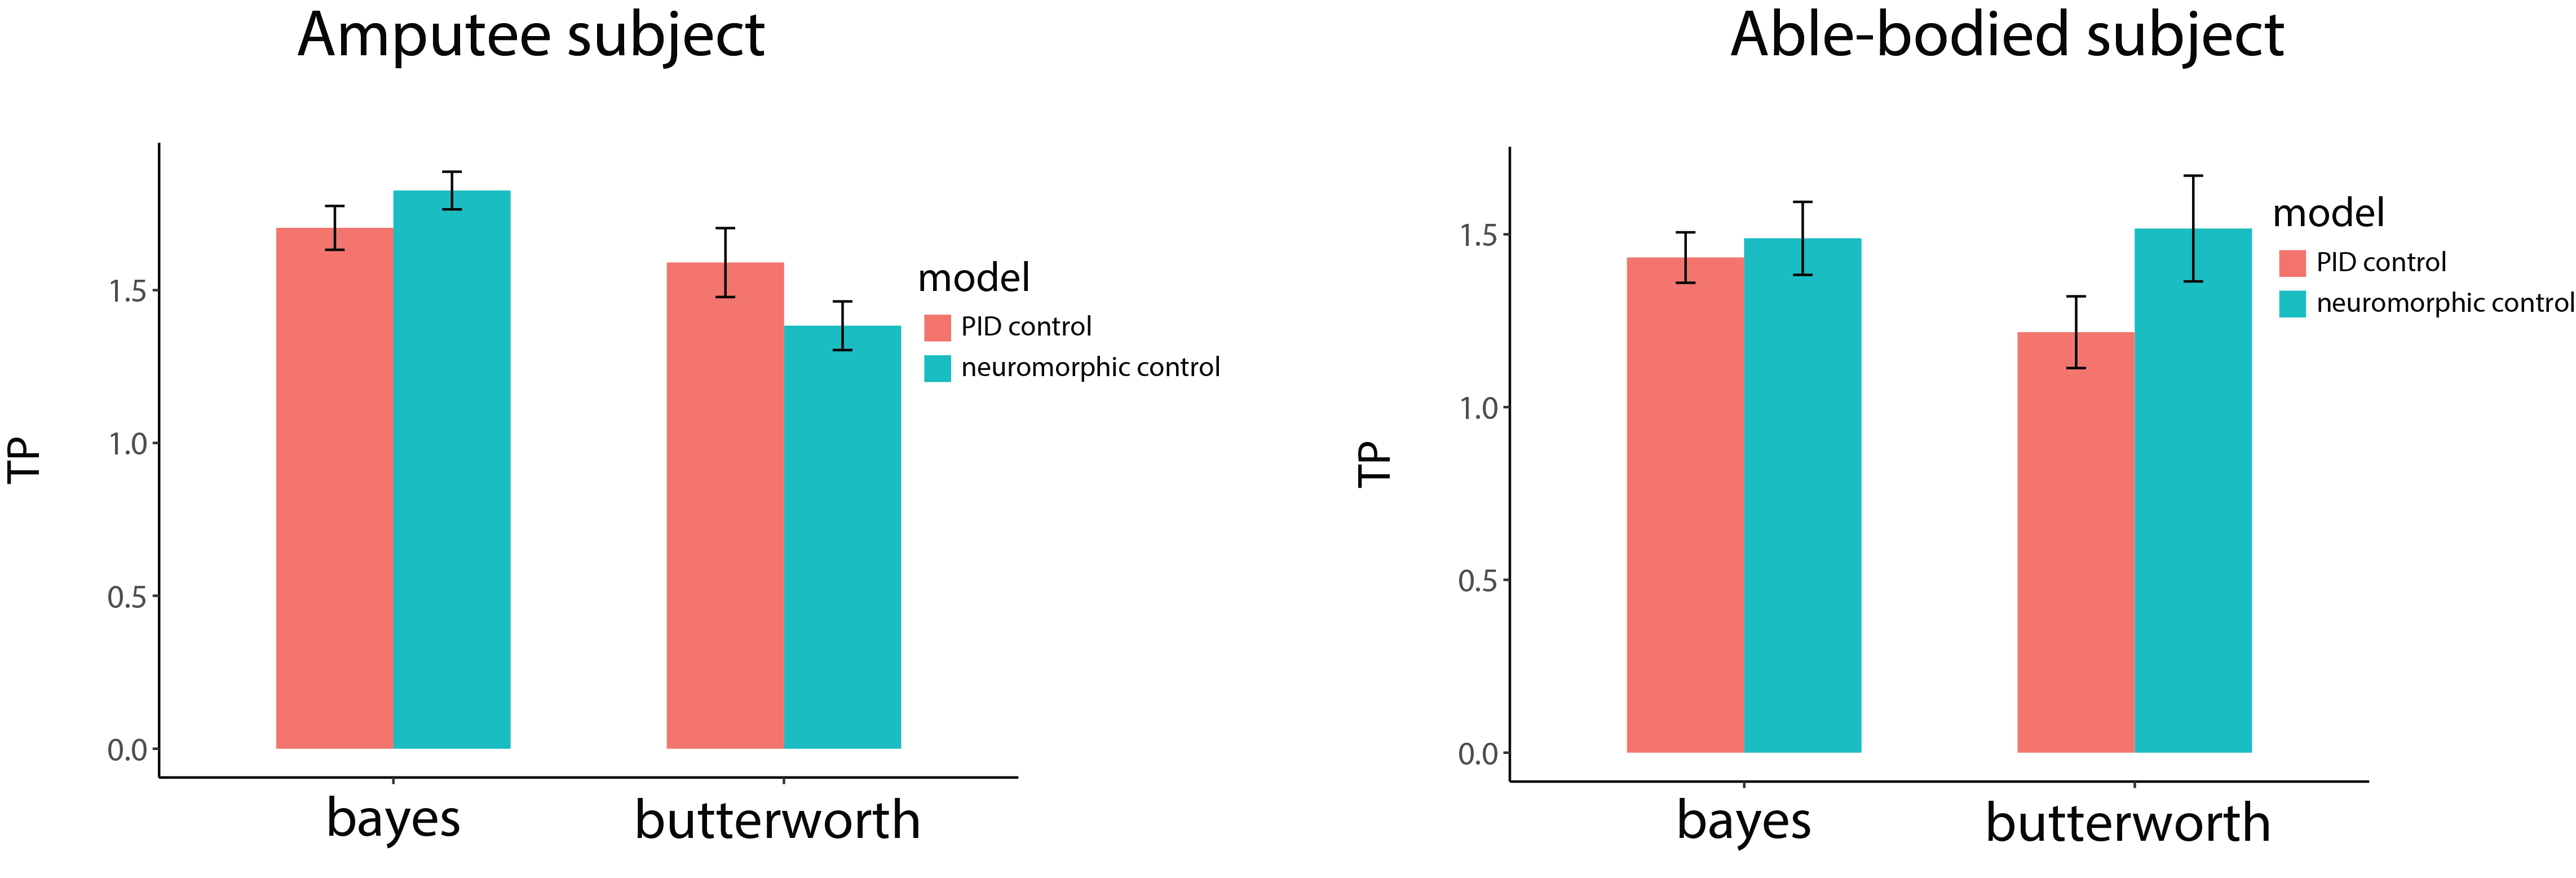 Amputee subject
TP
1.5
1.0
0.5
0.0
bayes
butterworth
model
PID control
neuromorphic control
Able-bodied subject
TP
1.5
1.0
0.5
0.0
bayes
butterworth
model
PID control
neuromorphic control